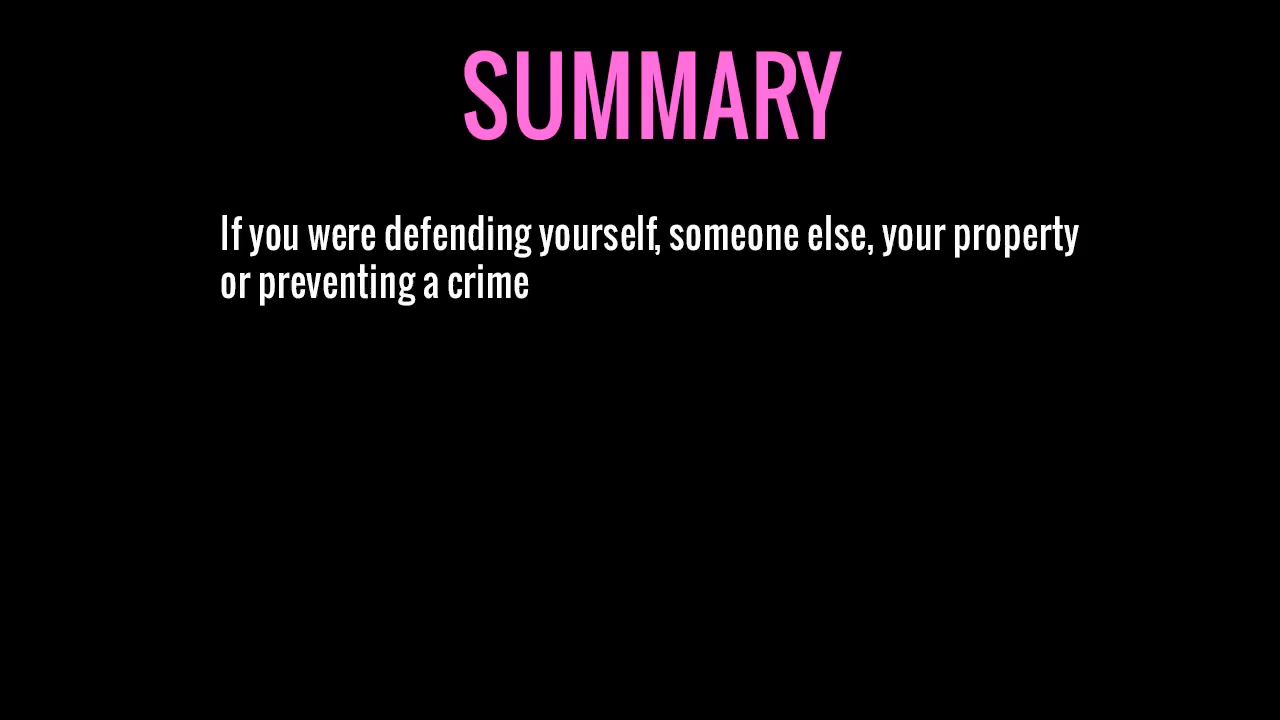 SUMMARY
If you were defending yourself, someone else, your property
or preventing a crime